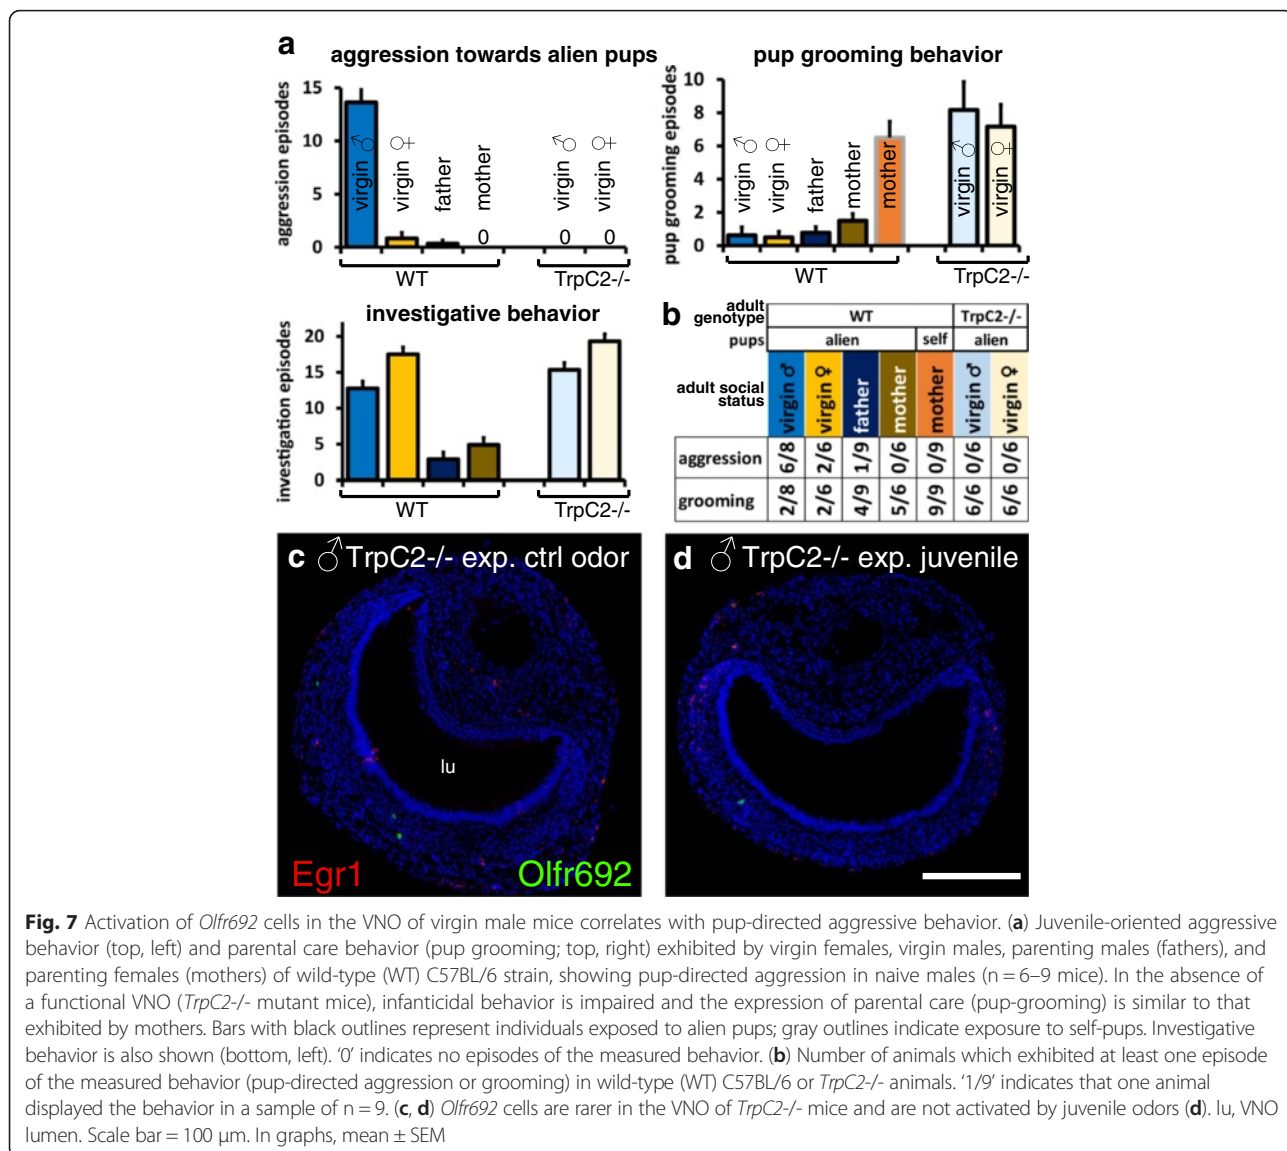 a
aggression towards alien pups
aggression episodes
15
10
5
0
virgin ♂
virgin ♀
father
mother
0
virgin ♂
0
virgin ♀
0
WT
TrpC2-/-
pup grooming behavior
pup grooming episodes
10
8
6
4
2
0
virgin ♂
virgin ♀
father
mother
mother
virgin ♂
virgin ♀
WT
TrpC2-/-
investigative behavior
investigation episodes
20
15
10
5
0
WT
TrpC2-/-
b
adult genotype WT TrpC2-/-
pups alien self alien
adult social status virgin ♂ virgin ♀ father mother mother virgin ♂ virgin ♀
aggression 6/8 2/6 1/9 0/6 0/9 0/6 0/6
grooming 2/8 2/6 4/9 5/6 9/9 6/6 6/6
c ♂ TrpC2-/- exp. ctrl odor
lu
Egr1 Olfr692
d ♂ TrpC2-/- exp. juvenile
Fig. 7 Activation of Olfr692 cells in the VNO of virgin male mice correlates with pup-directed aggressive behavior. (a) Juvenile-oriented aggressive
behavior (top, left) and parental care behavior (pup grooming; top, right) exhibited by virgin females, virgin males, parenting males (fathers), and
parenting females (mothers) of wild-type (WT) C57BL/6 strain, showing pup-directed aggression in naive males (n = 6–9 mice). In the absence of
a functional VNO (TrpC2-/- mutant mice), infanticidal behavior is impaired and the expression of parental care (pup-grooming) is similar to that
exhibited by mothers. Bars with black outlines represent individuals exposed to alien pups; gray outlines indicate exposure to self-pups. Investigative
behavior is also shown (bottom, left). ‘0’ indicates no episodes of the measured behavior. (b) Number of animals which exhibited at least one episode
of the measured behavior (pup-directed aggression or grooming) in wild-type (WT) C57BL/6 or TrpC2-/- animals. ‘1/9’ indicates that one animal
displayed the behavior in a sample of n = 9. (c, d) Olfr692 cells are rarer in the VNO of TrpC2-/- mice and are not activated by juvenile odors (d). lu, VNO
lumen. Scale bar = 100 μm. In graphs, mean ± SEM